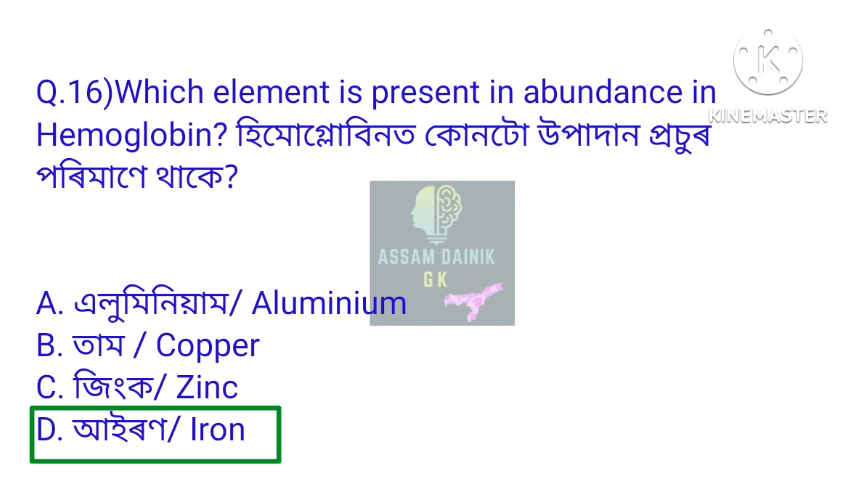 Q.16)Which element is present in abundance in
Hemoglobin? হিমোগ্লোবিনত কোনটো উপাদান প্ৰচুৰ
পৰিমাণে থাকে?
KINEMASTER
ASSAM DAINIK
GK
A. এলুমিনিয়াম/ Aluminium
B. তাম / Copper
C. জিংক/ Zinc
D. আইৰণ/ Iron